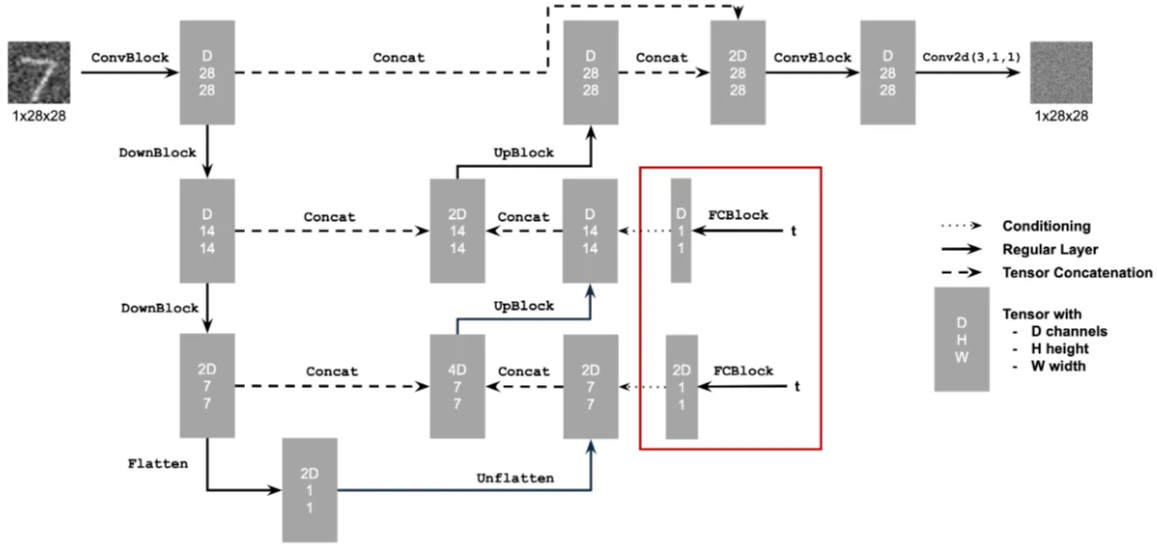 ConvBlock
D
28
28
Concat
D
28
28
Concat
2D
28
28
ConvBlock
D
28
28
Conv2d(3,1,1)
1x28x28
1x28x28
DownBlock
UpBlock
D
14
14
Concat
2D
14
14
Concat
D
14
14
D
1
1
FCBlock
t
DownBlock
UpBlock
2D
7
7
Concat
4D
7
7
Concat
2D
7
7
2D
1
1
FCBlock
t
Flatten
2D
1
1
Unflatten
Conditioning
Regular Layer
Tensor Concatenation
D
H
W
Tensor with
- D channels
- H height
- W width
7